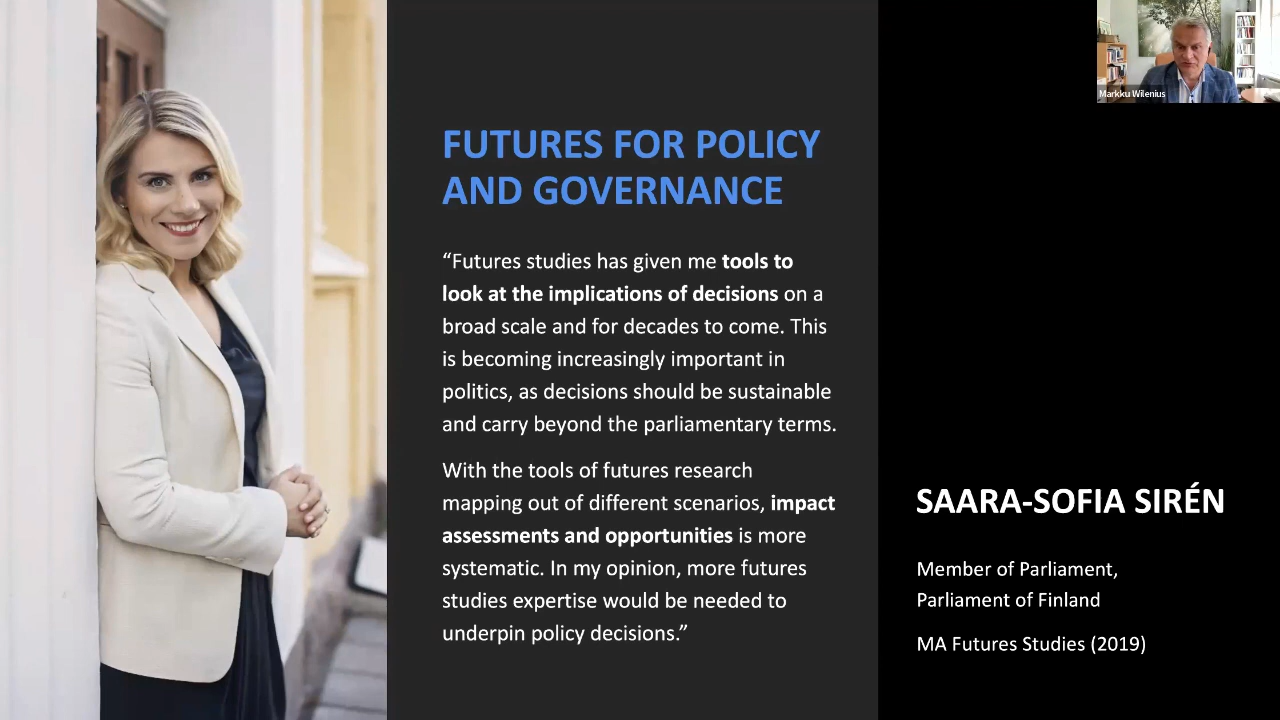 Markku Wilenius
FUTURES FOR POLICY
AND GOVERNANCE
“Futures studies has given me tools to
look at the implications of decisions on a
broad scale and for decades to come. This
is becoming increasingly important in
politics, as decisions should be sustainable
and carry beyond the parliamentary terms.
With the tools of futures research
mapping out of different scenarios, impact
assessments and opportunities is more
systematic. In my opinion, more futures
studies expertise would be needed to
underpin policy decisions.”
SAARA-SOFIA SIRÉN
Member of Parliament,
Parliament of Finland
MA Futures Studies (2019)